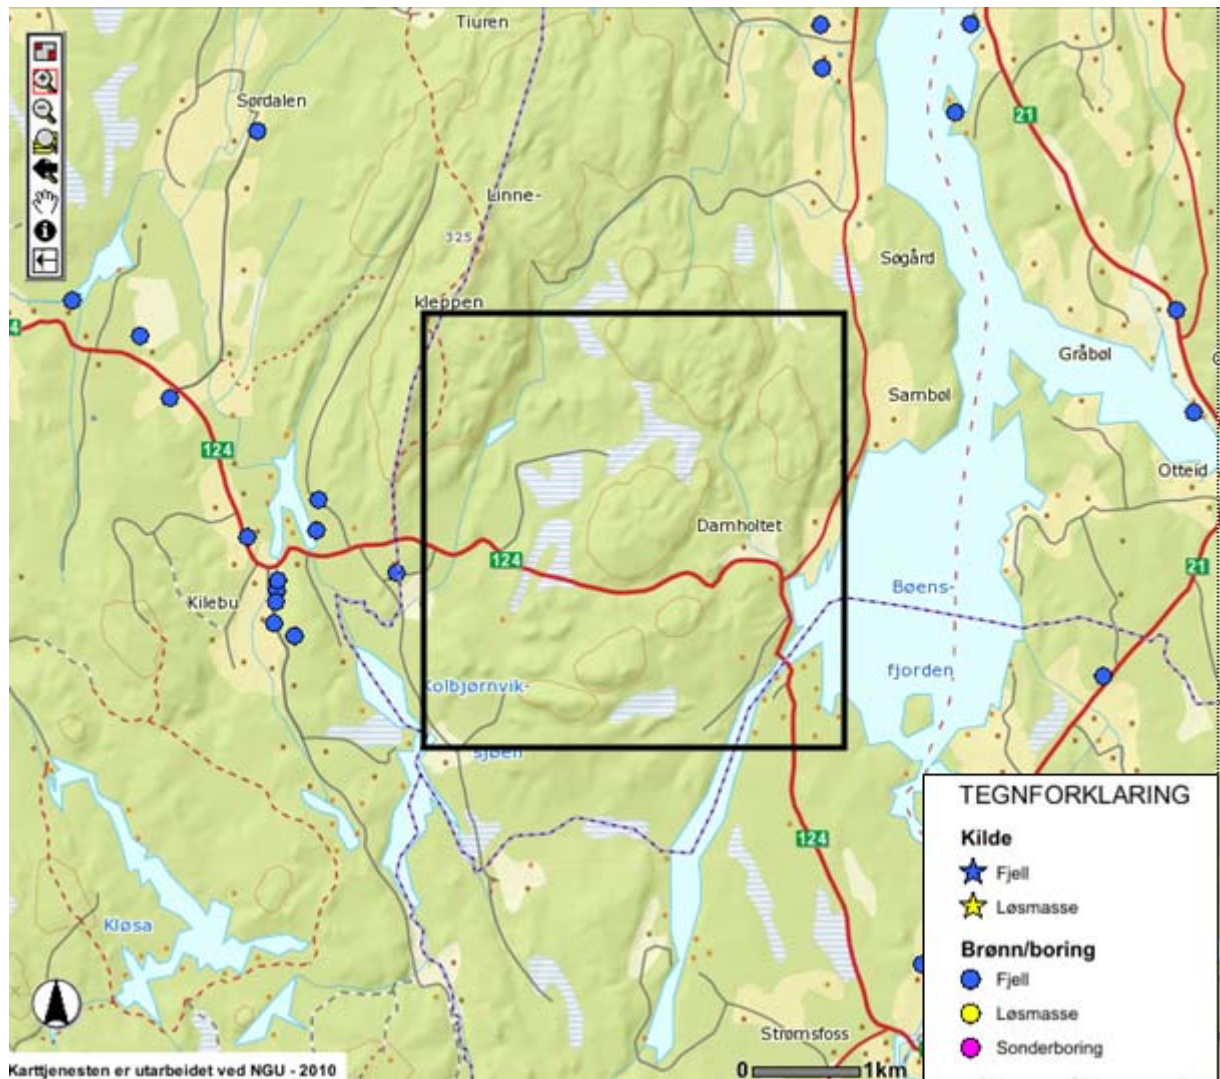 Tiuren
Sørdalen
21
Linne-
325
Søgård
kleppen
4
Gråbøl
Sambøl
124
Otteid
Damholtet
124
21
Bøens-
Kilebu
fjorden
Kolbjørnvik-
sjøen
TEGNFORKLARING
124
Kilde
Fjell
Løsmasse
Kløsa
Brønn/boring
Fjell
Løsmasse
Strømsfoss
Sonderboring
Karttjenesten er utarbeidet ved NGU - 2010
0 1km